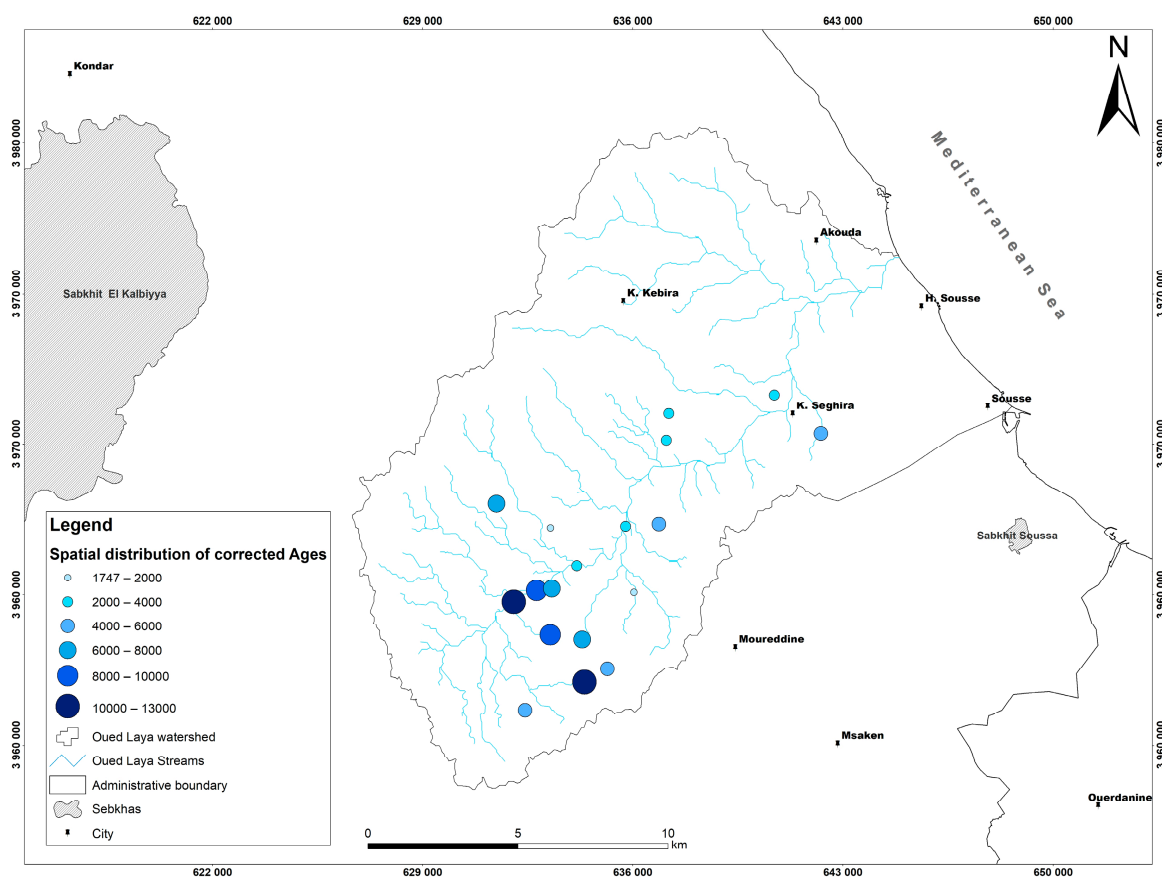 622 000 629 000 636 000 643 000 650 000
N
Kondar
3 980 000
3 980 000
Mediterranean Sea
Akouda
Sabkhit El Kalbiyya
K. Kebira
H. Sousse
3 970 000
3 970 000
K. Seghira
Sousse
3 970 000
3 970 000
Sabkhit Soussa
Legend
Spatial distribution of corrected Ages
1747 – 2000
2000 – 4000
4000 – 6000
6000 – 8000
8000 – 10000
10000 – 13000
Oued Laya watershed
Oued Laya Streams
Administrative boundary
Sebkhas
City
3 960 000
3 960 000
Moureddine
Msaken
3 960 000
3 960 000
Ouerdanine
0 5 10
km
622 000 629 000 636 000 643 000 650 000